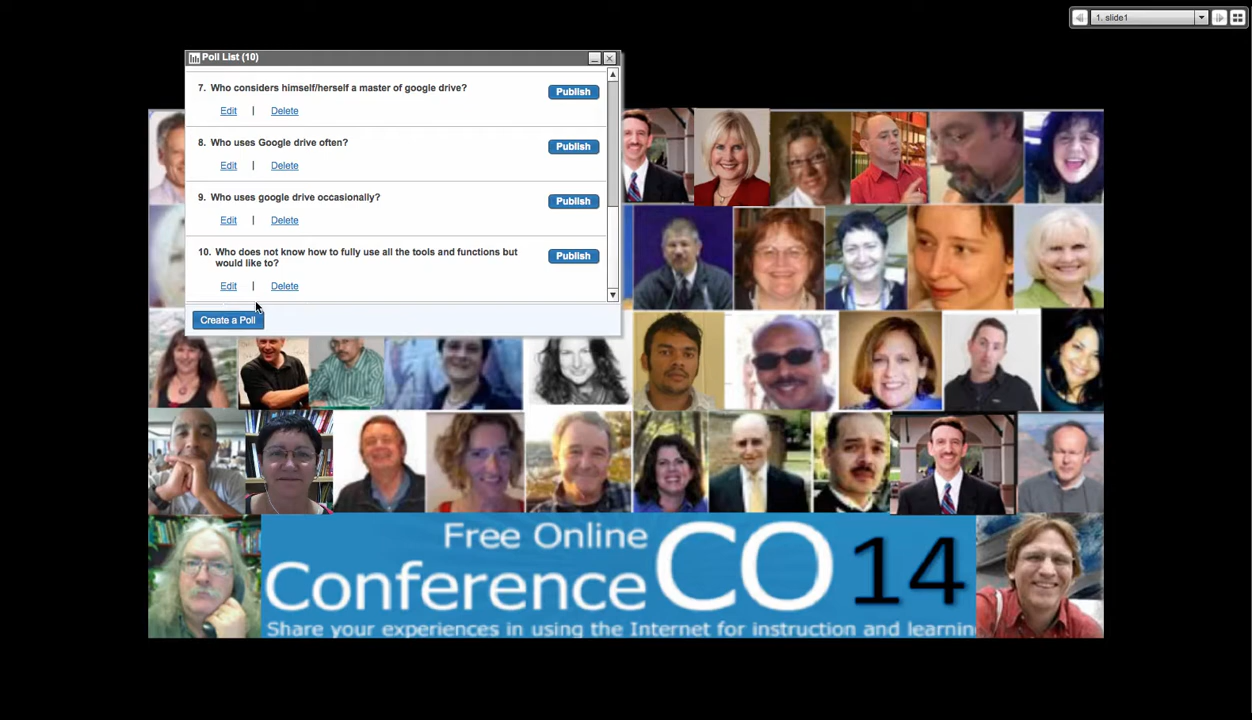 1. slide1
Poll List (10)
7. Who considers himself/herself a master of google drive?
Publish
Edit | Delete
8. Who uses Google drive often?
Publish
Edit | Delete
9. Who uses google drive occasionally?
Publish
Edit | Delete
10. Who does not know how to fully use all the tools and functions but
would like to?
Publish
Edit | Delete
Create a Poll
Free Online
Conference CO 14
Share your experiences in using the Internet for instruction and learning